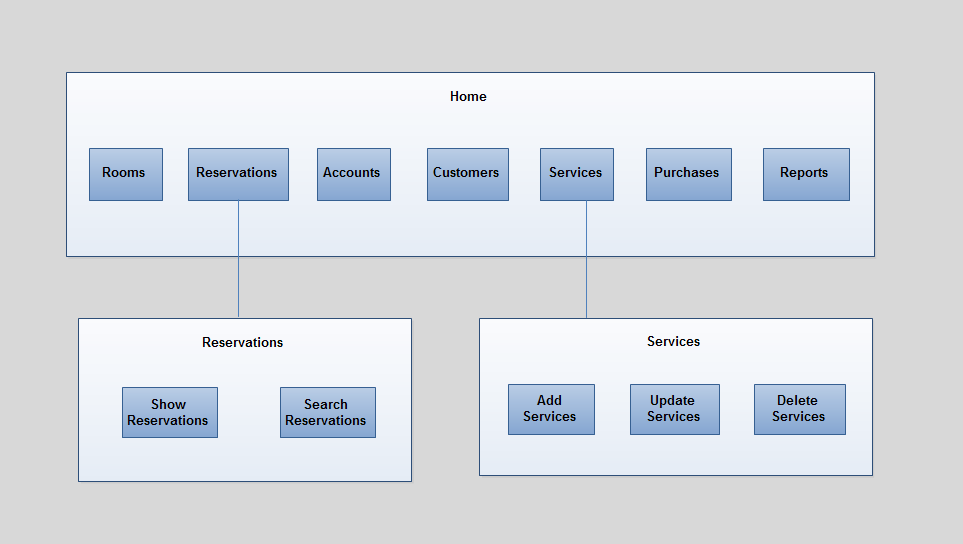 Home
Rooms
Reservations
Accounts
Customers
Services
Purchases
Reports
Reservations
Show
Reservations
Search
Reservations
Services
Add
Services
Update
Services
Delete
Services